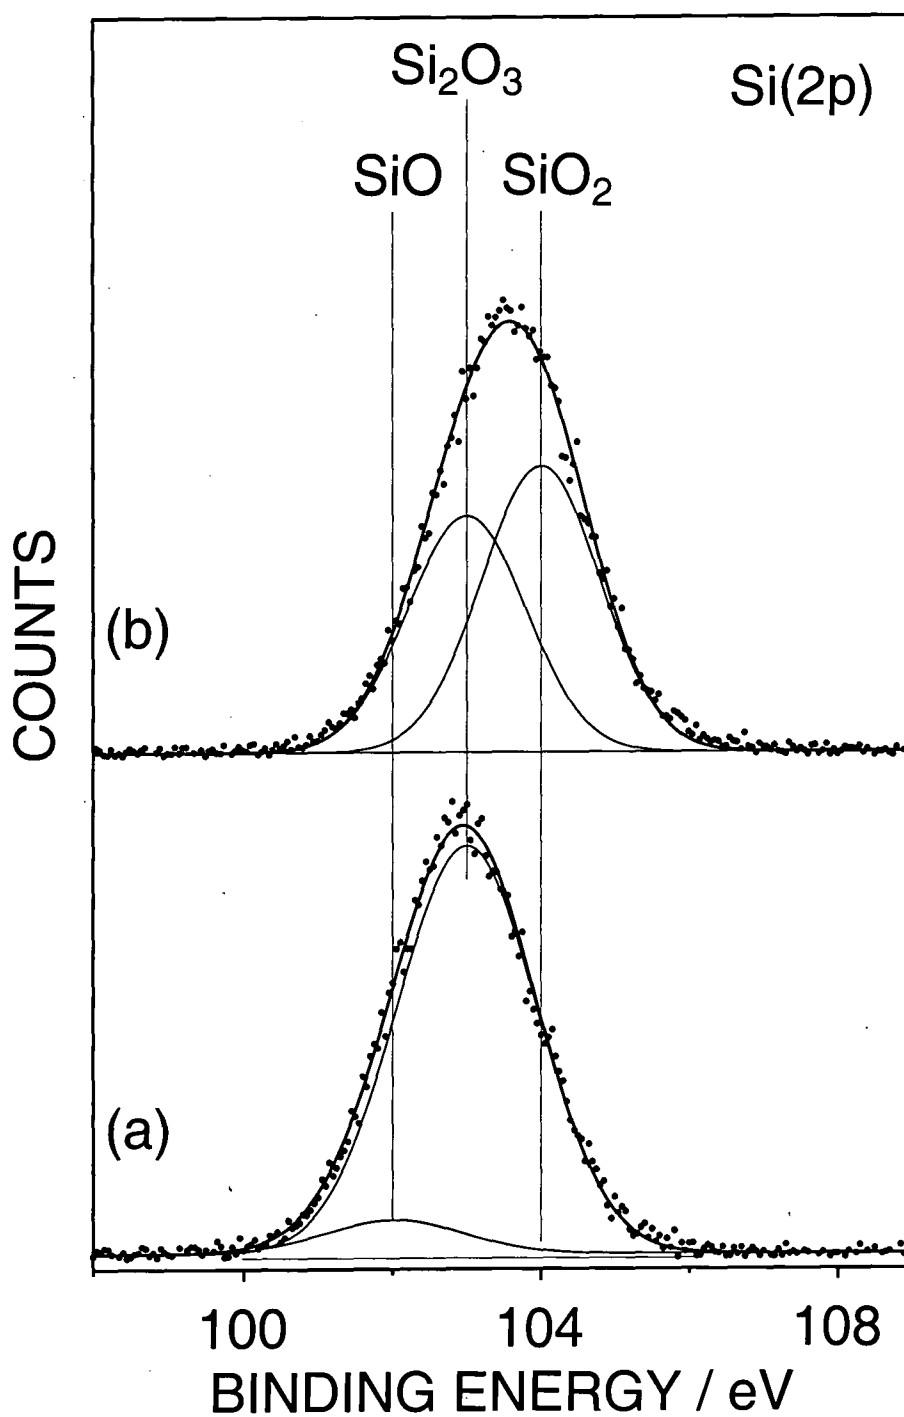 Si₂O₃
Si(2p)
SiO
SiO₂
COUNTS
(b)
(a)
100
104
108
BINDING ENERGY / eV